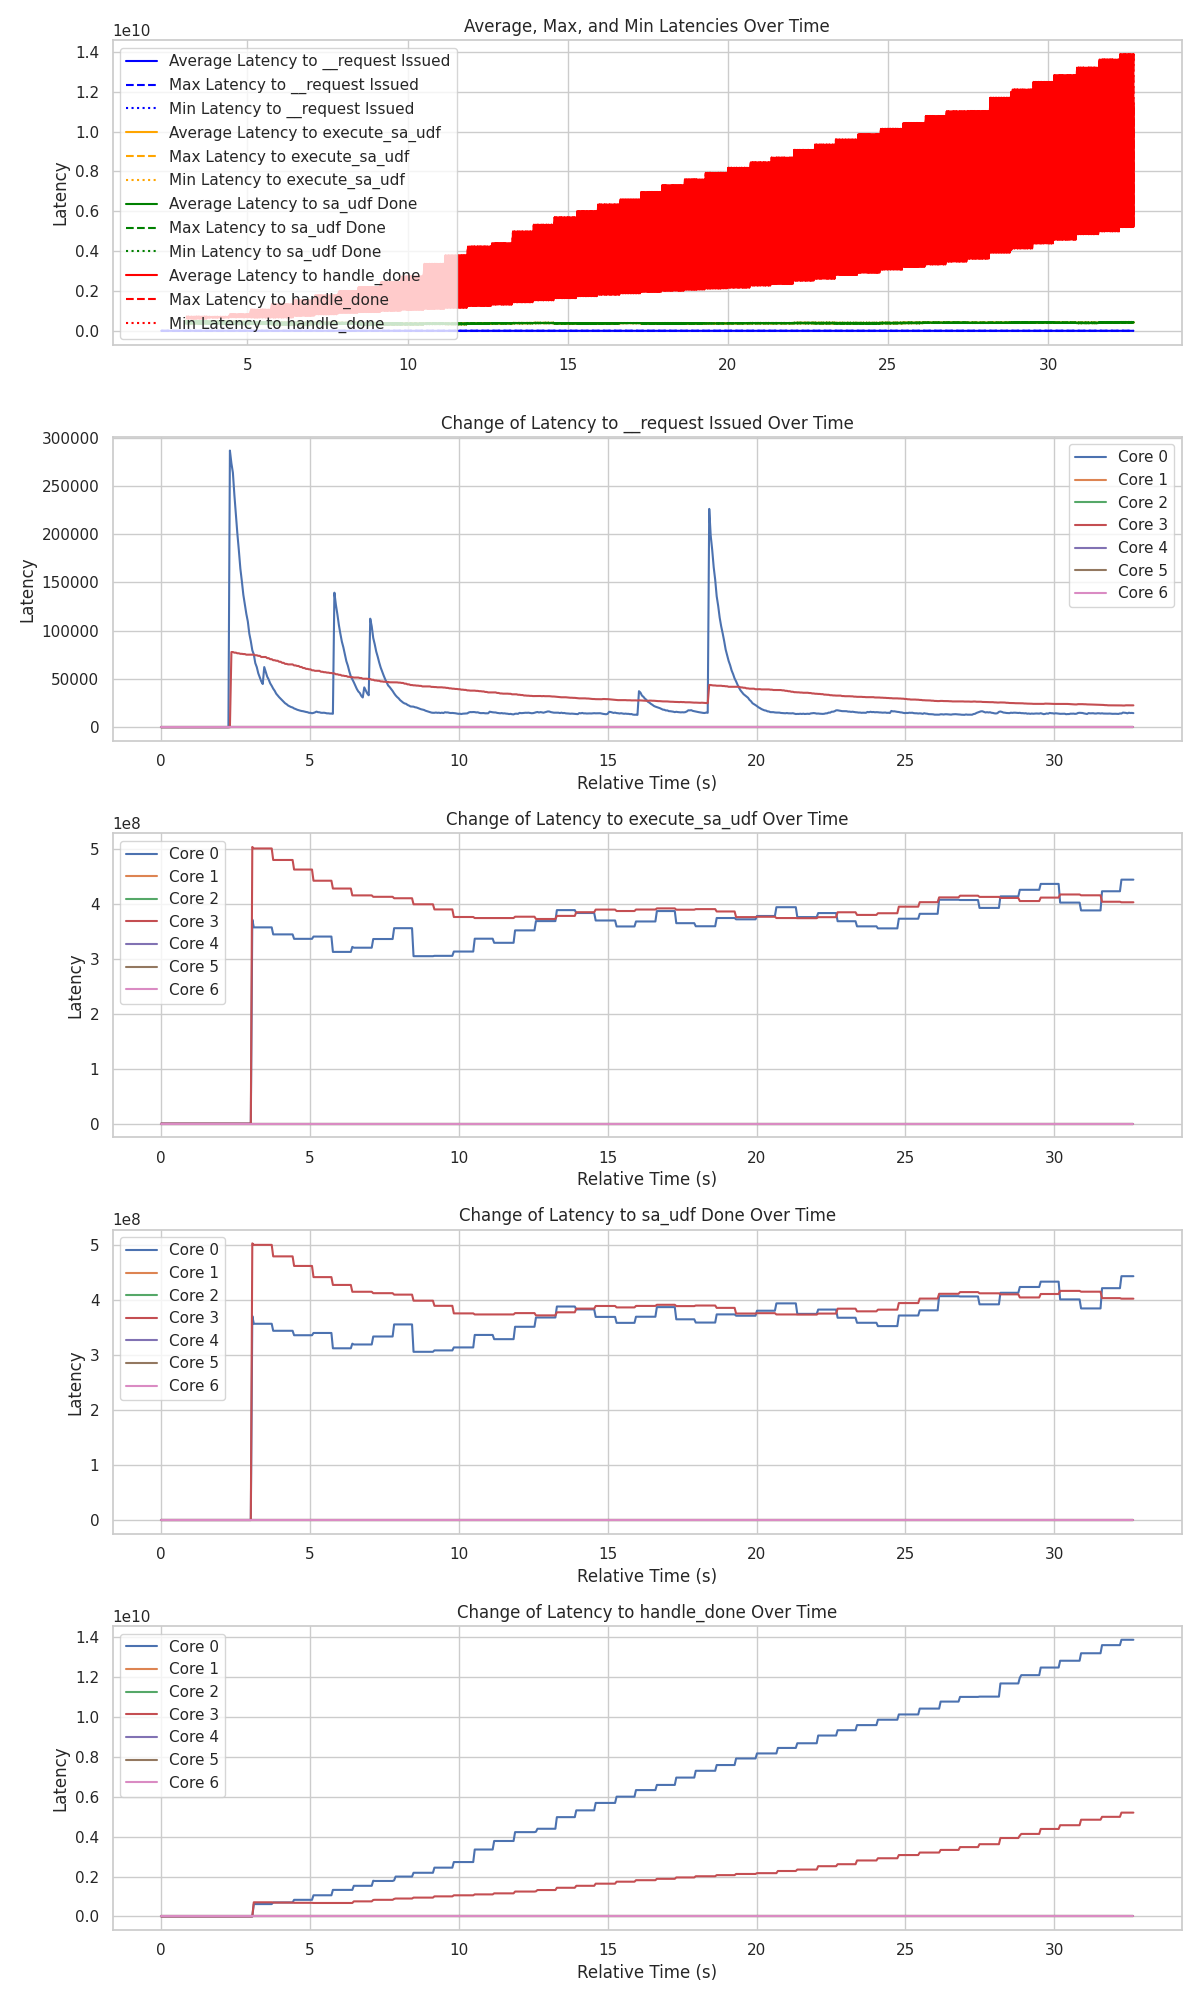 Average, Max, and Min Latencies Over Time
1e10
Latency
1.4
1.2
1.0
0.8
0.6
0.4
0.2
0.0
Average Latency to __request Issued
Max Latency to __request Issued
Min Latency to __request Issued
Average Latency to execute_sa_udf
Max Latency to execute_sa_udf
Min Latency to execute_sa_udf
Average Latency to sa_udf Done
Max Latency to sa_udf Done
Min Latency to sa_udf Done
Average Latency to handle_done
Max Latency to handle_done
Min Latency to handle_done
5 10 15 20 25 30
Change of Latency to __request Issued Over Time
Latency
300000
250000
200000
150000
100000
50000
0
Core 0
Core 1
Core 2
Core 3
Core 4
Core 5
Core 6
0 5 10 15 20 25 30
Relative Time (s)
Change of Latency to execute_sa_udf Over Time
1e8
Latency
5
4
3
2
1
0
Core 0
Core 1
Core 2
Core 3
Core 4
Core 5
Core 6
0 5 10 15 20 25 30
Relative Time (s)
Change of Latency to sa_udf Done Over Time
1e8
Latency
5
4
3
2
1
0
Core 0
Core 1
Core 2
Core 3
Core 4
Core 5
Core 6
0 5 10 15 20 25 30
Relative Time (s)
Change of Latency to handle_done Over Time
1e10
Latency
1.4
1.2
1.0
0.8
0.6
0.4
0.2
0.0
Core 0
Core 1
Core 2
Core 3
Core 4
Core 5
Core 6
0 5 10 15 20 25 30
Relative Time (s)